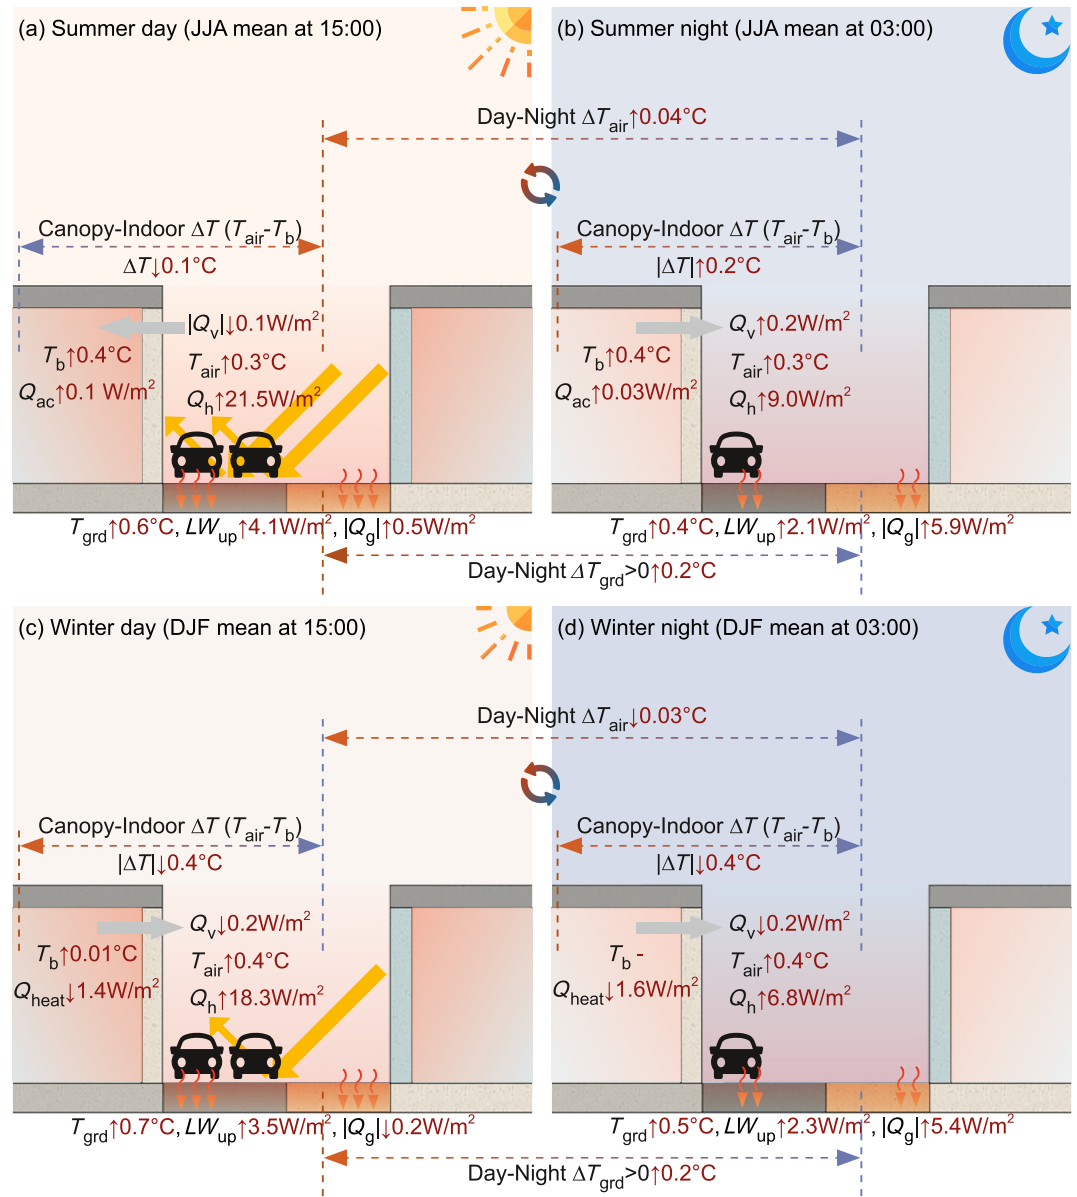 (a) Summer day (JJA mean at 15:00)
(b) Summer night (JJA mean at 03:00)
Day-Night ΔTair↑0.04°C
Canopy-Indoor ΔT (Tair-Tb)
ΔT↓0.1°C
Canopy-Indoor ΔT (Tair-Tb)
|ΔT|↑0.2°C
|Qv|↓0.1W/m²
Tb↑0.4°C
Tair↑0.3°C
Qac↑0.1 W/m²
Qh↑21.5W/m²
Qv↑0.2W/m²
Tb↑0.4°C
Tair↑0.3°C
Qac↑0.03W/m²
Qh↑9.0W/m²
Tgrd↑0.6°C, LWup↑4.1W/m², |Qg|↑0.5W/m²
Tgrd↑0.4°C, LWup↑2.1W/m², |Qg|↑5.9W/m²
Day-Night ΔTgrd>0↑0.2°C
(c) Winter day (DJF mean at 15:00)
(d) Winter night (DJF mean at 03:00)
Day-Night ΔTair↓0.03°C
Canopy-Indoor ΔT (Tair-Tb)
|ΔT|↓0.4°C
Canopy-Indoor ΔT (Tair-Tb)
|ΔT|↓0.4°C
Qv↓0.2W/m²
Tb↑0.01°C
Tair↑0.4°C
Qheat↓1.4W/m²
Qh↑18.3W/m²
Qv↓0.2W/m²
Tb -
Tair↑0.4°C
Qheat↓1.6W/m²
Qh↑6.8W/m²
Tgrd↑0.7°C, LWup↑3.5W/m², |Qg|↓0.2W/m²
Tgrd↑0.5°C, LWup↑2.3W/m², |Qg|↑5.4W/m²
Day-Night ΔTgrd>0↑0.2°C